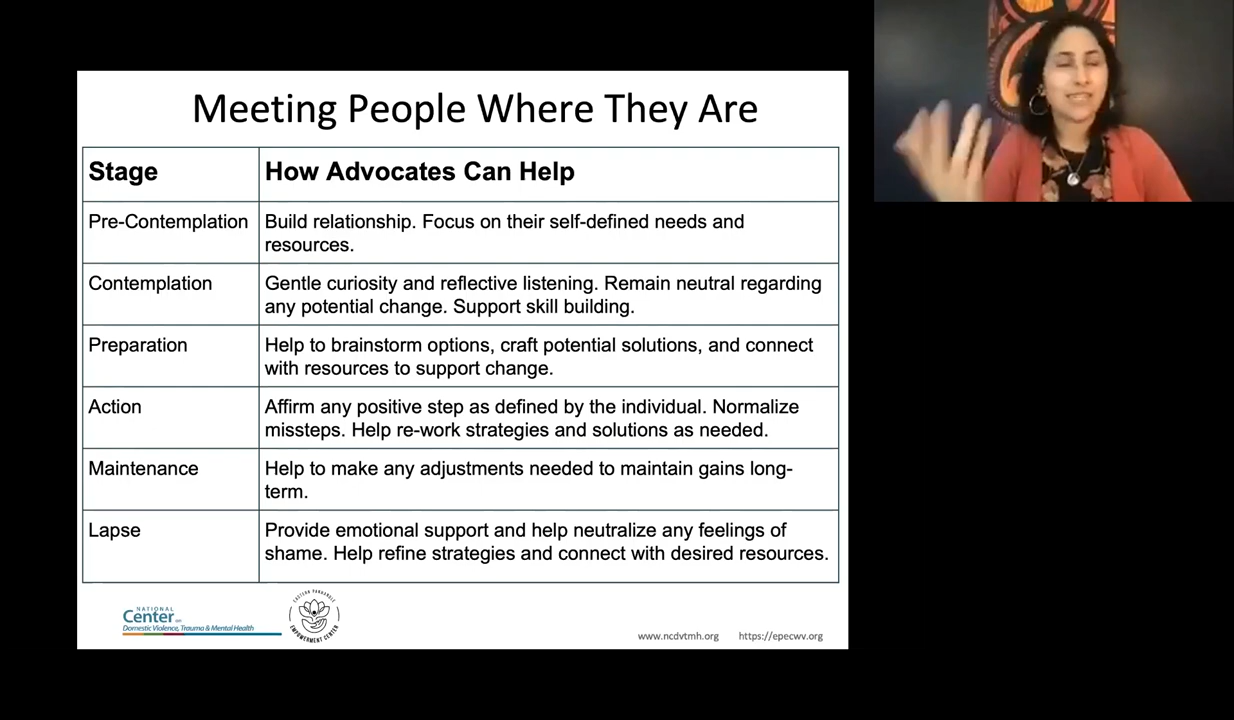 Meeting People Where They Are
Stage
How Advocates Can Help
Pre-Contemplation
Build relationship. Focus on their self-defined needs and
resources.
Contemplation
Gentle curiosity and reflective listening. Remain neutral regarding
any potential change. Support skill building.
Preparation
Help to brainstorm options, craft potential solutions, and connect
with resources to support change.
Action
Affirm any positive step as defined by the individual. Normalize
missteps. Help re-work strategies and solutions as needed.
Maintenance
Help to make any adjustments needed to maintain gains long-
term.
Lapse
Provide emotional support and help neutralize any feelings of
shame. Help refine strategies and connect with desired resources.
NATIONAL
Center on
Domestic Violence, Trauma & Mental Health
EASTERN PANHANDLE
EMPOWERMENT CENTER
www.ncdvtmh.org
https://epecwv.org